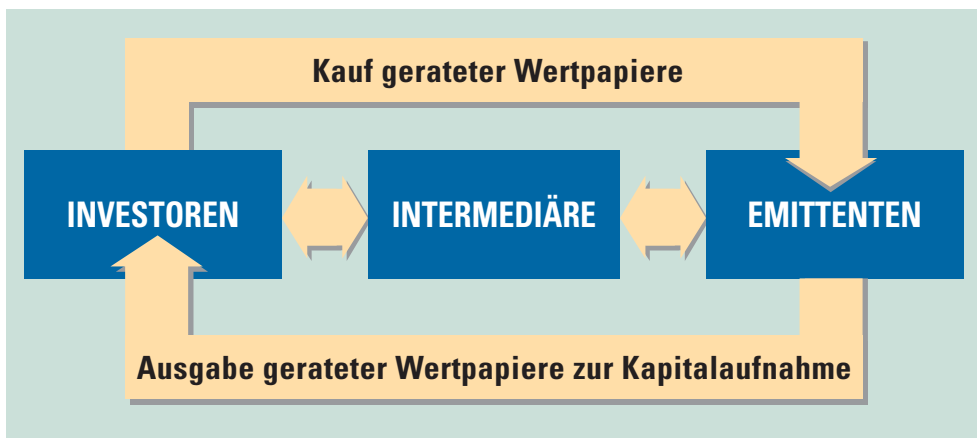 Kauf gerateter Wertpapiere
INVESTOREN
INTERMEDIÄRE
EMITTENTEN
Ausgabe gerateter Wertpapiere zur Kapitalaufnahme